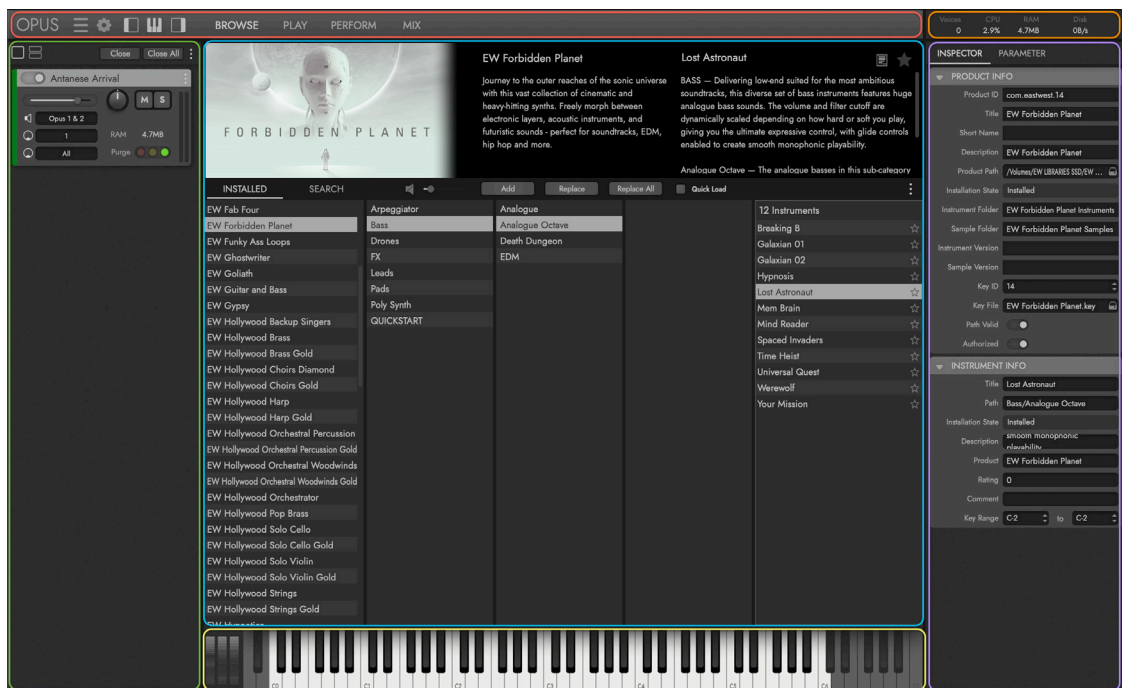 OPUS
BROWSE PLAY PERFORM MIX
Voices CPU RAM Disk
0 2.9% 4.7MB 0B/s
Close Close All
Antanese Arrival
M S
Opus 1 & 2
1 RAM 4.7MB
All Purge
FORBIDDEN PLANET
EW Forbidden Planet
Journey to the outer reaches of the sonic universe
with this vast collection of cinematic and
heavy-hitting synths. Freely morph between
electronic layers, acoustic instruments, and
futuristic sounds - perfect for soundtracks, EDM,
hip hop and more.
Lost Astronaut
BASS — Delivering low-end suited for the most ambitious
soundtracks, this diverse set of bass instruments features huge
analogue bass sounds. The volume and filter cutoff are
dynamically scaled depending on how hard or soft you play,
giving you the ultimate expressive control, with glide controls
enabled to create smooth monophonic playability.
Analogue Octave — The analogue basses in this sub-category
INSTALLED SEARCH Add Replace Replace All Quick Load
EW Fab Four
EW Forbidden Planet
EW Funky Ass Loops
EW Ghostwriter
EW Goliath
EW Guitar and Bass
EW Gypsy
EW Hollywood Backup Singers
EW Hollywood Brass
EW Hollywood Brass Gold
EW Hollywood Choirs Diamond
EW Hollywood Choirs Gold
EW Hollywood Harp
EW Hollywood Harp Gold
EW Hollywood Orchestral Percussion
EW Hollywood Orchestral Percussion Gold
EW Hollywood Orchestral Woodwinds
EW Hollywood Orchestral Woodwinds Gold
EW Hollywood Orchestrator
EW Hollywood Pop Brass
EW Hollywood Solo Cello
EW Hollywood Solo Cello Gold
EW Hollywood Solo Violin
EW Hollywood Solo Violin Gold
EW Hollywood Strings
EW Hollywood Strings Gold
EW Hypnotica
Arpeggiator
Bass
Drones
FX
Leads
Pads
Poly Synth
QUICKSTART
Analogue
Analogue Octave
Death Dungeon
EDM
12 Instruments
Breaking B
Galaxian 01
Galaxian 02
Hypnosis
Lost Astronaut
Mem Brain
Mind Reader
Spaced Invaders
Time Heist
Universal Quest
Werewolf
Your Mission
INSPECTOR PARAMETER
PRODUCT INFO
Product ID com.eastwest.14
Title EW Forbidden Planet
Short Name
Description EW Forbidden Planet
Product Path /Volumes/EW LIBRARIES SSD/EW ...
Installation State Installed
Instrument Folder EW Forbidden Planet Instruments
Sample Folder EW Forbidden Planet Samples
Instrument Version
Sample Version
Key ID 14
Key File EW Forbidden Planet.key
Path Valid
Authorized
INSTRUMENT INFO
Title Lost Astronaut
Path Bass/Analogue Octave
Installation State Installed
Description smooth monophonic
playability.
Product EW Forbidden Planet
Rating 0
Comment
Key Range C-2 to C-2
C0 C1 C2 C3 C4 C5 C6